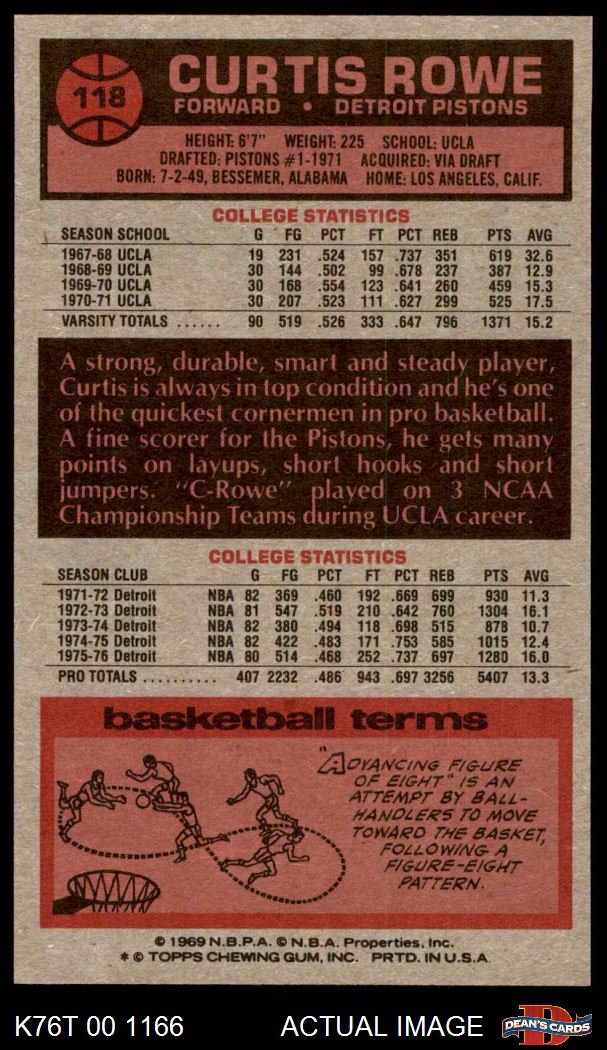 118
CURTIS ROWE
FORWARD • DETROIT PISTONS
HEIGHT: 6'7" WEIGHT: 225 SCHOOL: UCLA
DRAFTED: PISTONS #1-1971 ACQUIRED: VIA DRAFT
BORN: 7-2-49, BESSEMER, ALABAMA HOME: LOS ANGELES, CALIF.
COLLEGE STATISTICS
SEASON SCHOOL G FG PCT FT PCT REB PTS AVG
1967-68 UCLA 19 231 .524 157 .737 351 619 32.6
1968-69 UCLA 30 144 .502 99 .678 237 387 12.9
1969-70 UCLA 30 168 .554 123 .641 260 459 15.3
1970-71 UCLA 30 207 .523 111 .627 299 525 17.5
VARSITY TOTALS ...... 90 519 .526 333 .647 796 1371 15.2
A strong, durable, smart and steady player,
Curtis is always in top condition and he's one
of the quickest cornermen in pro basketball.
A fine scorer for the Pistons, he gets many
points on layups, short hooks and short
jumpers. "C-Rowe" played on 3 NCAA
Championship Teams during UCLA career.
COLLEGE STATISTICS
SEASON CLUB G FG PCT FT PCT REB PTS AVG
1971-72 Detroit NBA 82 369 .460 192 .669 699 930 11.3
1972-73 Detroit NBA 81 547 .519 210 .642 760 1304 16.1
1973-74 Detroit NBA 82 380 .494 118 .698 515 878 10.7
1974-75 Detroit NBA 82 422 .483 171 .753 585 1015 12.4
1975-76 Detroit NBA 80 514 .468 252 .737 697 1280 16.0
PRO TOTALS .......... 407 2232 .486 943 .697 3256 5407 13.3
basketball terms
"ADVANCING FIGURE
OF EIGHT" IS AN
ATTEMPT BY BALL-
HANDLERS TO MOVE
TOWARD THE BASKET,
FOLLOWING A
FIGURE-EIGHT
PATTERN.
© 1969 N.B.P.A. © N.B.A. Properties, Inc.
* © TOPPS CHEWING GUM, INC. PRTD. IN U.S.A.
K76T 00 1166 ACTUAL IMAGE
D
DEAN'S CARDS